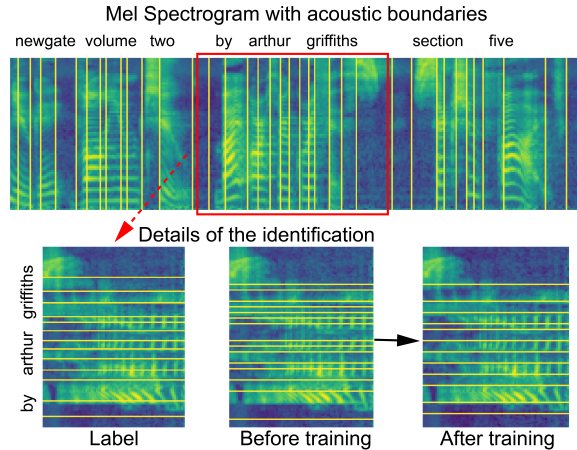 Mel Spectrogram with acoustic boundaries
newgate volume two by arthur griffiths section five
Details of the identification
by arthur griffiths
Label Before training After training